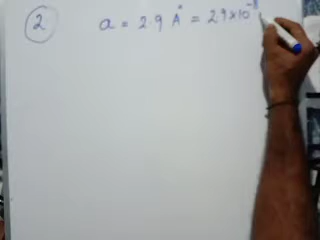 2
a = 2.9 Å = 2.9×10⁻⁸